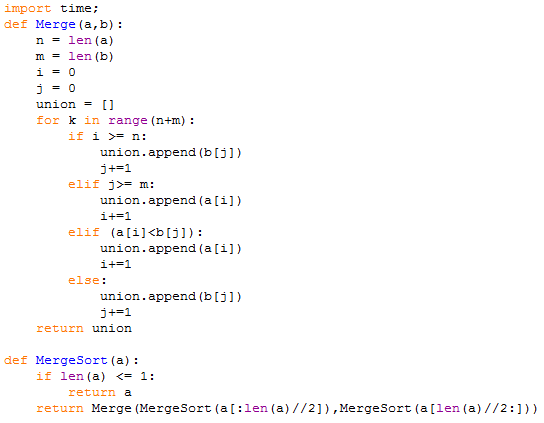 import time;
def Merge(a,b):
    n = len(a)
    m = len(b)
    i = 0
    j = 0
    union = []
    for k in range(n+m):
        if i >= n:
            union.append(b[j])
            j+=1
        elif j>= m:
            union.append(a[i])
            i+=1
        elif (a[i]<b[j]):
            union.append(a[i])
            i+=1
        else:
            union.append(b[j])
            j+=1
    return union

def MergeSort(a):
    if len(a) <= 1:
        return a
    return Merge(MergeSort(a[:len(a)//2]),MergeSort(a[len(a)//2:]))